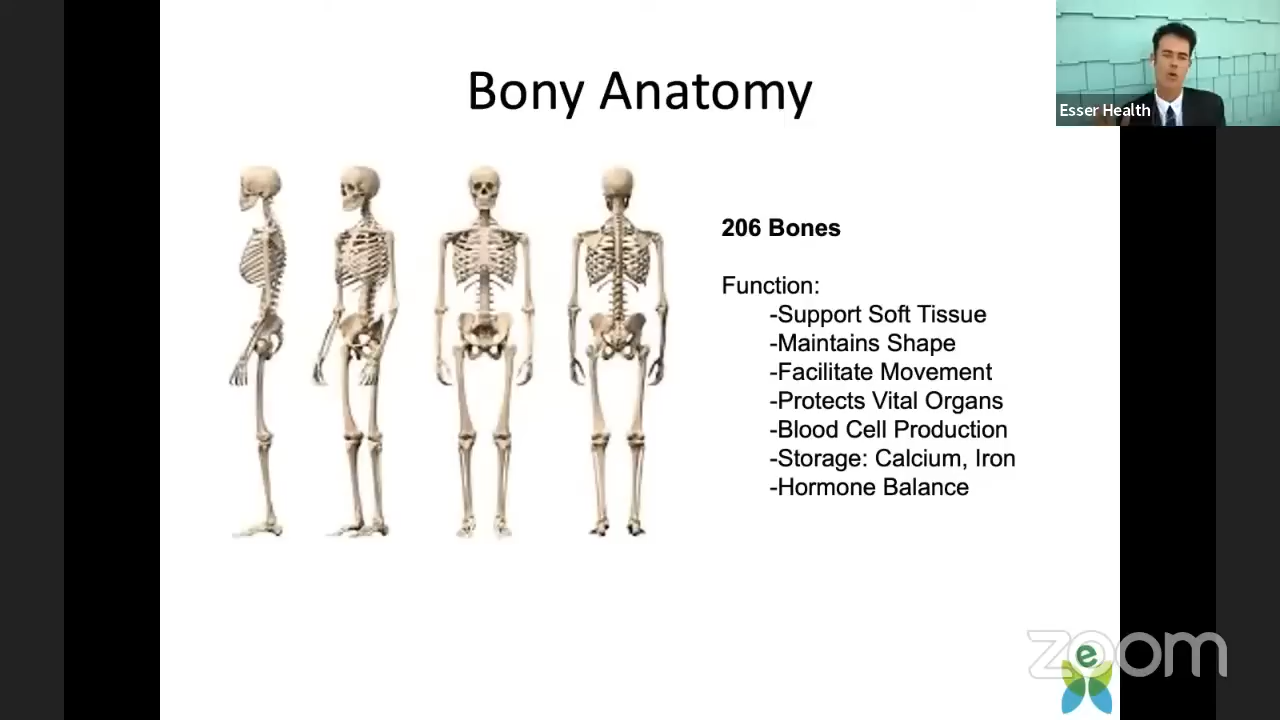 Bony Anatomy
Esser Health
206 Bones
Function:
-Support Soft Tissue
-Maintains Shape
-Facilitate Movement
-Protects Vital Organs
-Blood Cell Production
-Storage: Calcium, Iron
-Hormone Balance
zoom
e